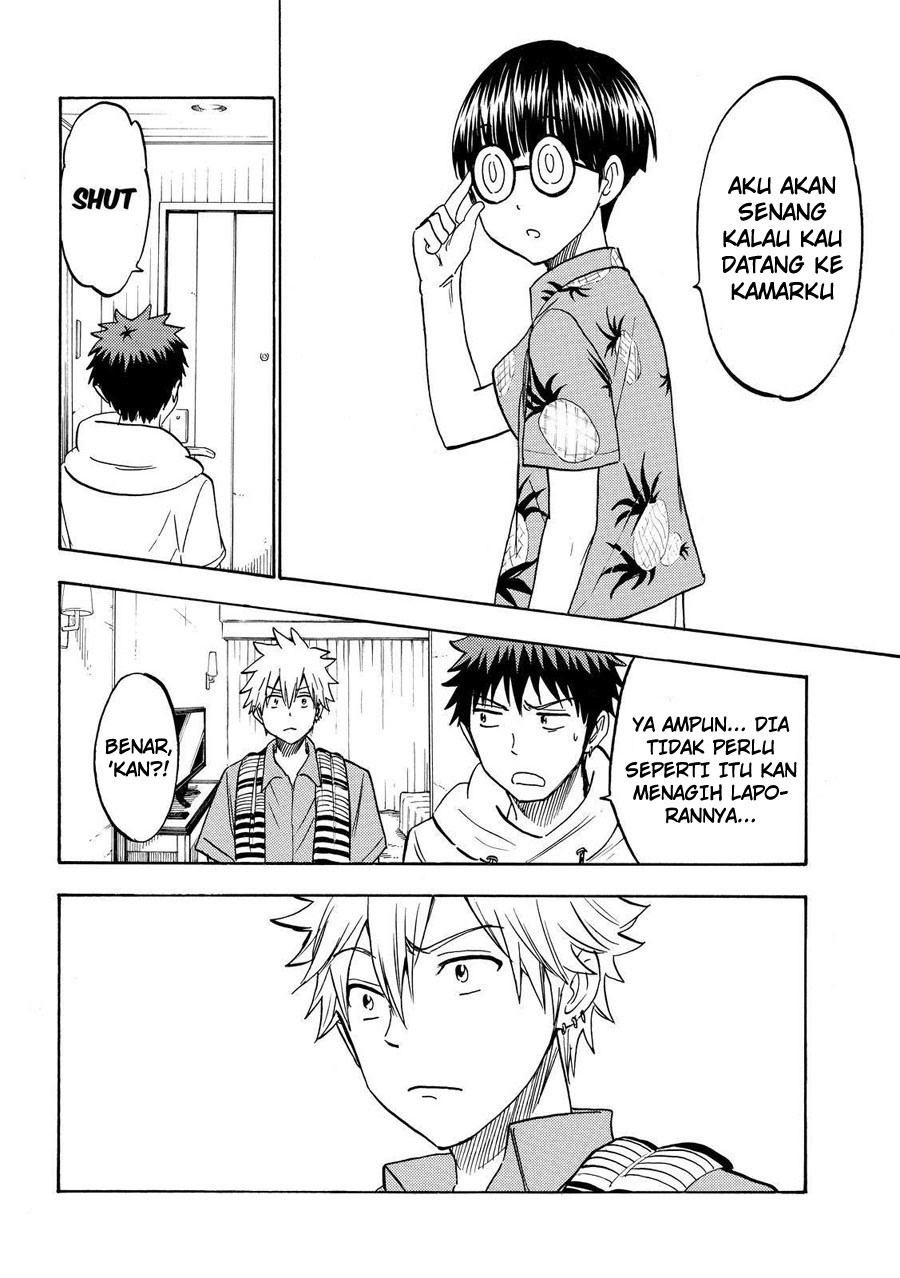 AKU AKAN
SENANG
KALAU KAU
DATANG KE
KAMARKU
SHUT
YA AMPUN... DIA
TIDAK PERLU
SEPERTI ITU KAN
MENAGIH LAPO-
RANNYA...
BENAR,
'KAN?!